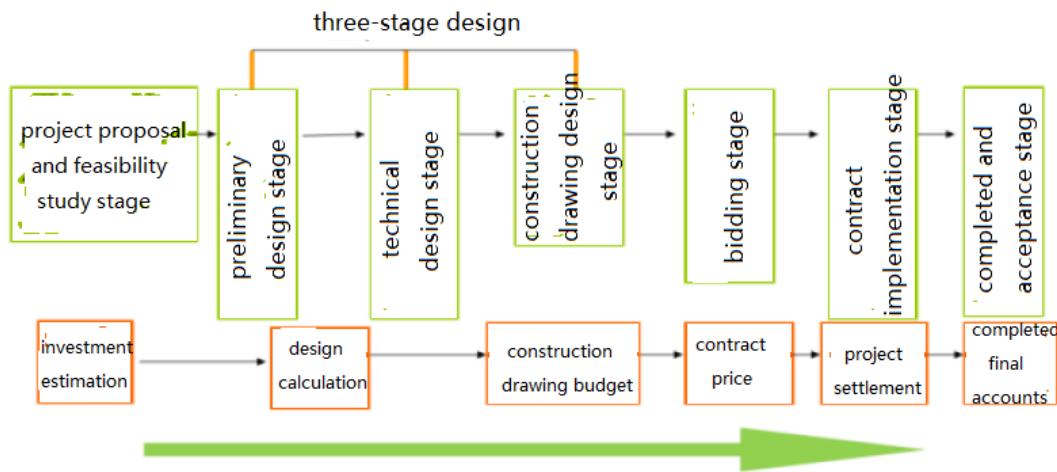 three-stage design
project proposal
and feasibility
study stage
preliminary
design stage
technical
design stage
construction
drawing design
stage
bidding stage
contract
implementation stage
completed and
acceptance stage
investment
estimation
design
calculation
construction
drawing budget
contract
price
project
settlement
completed
final
accounts